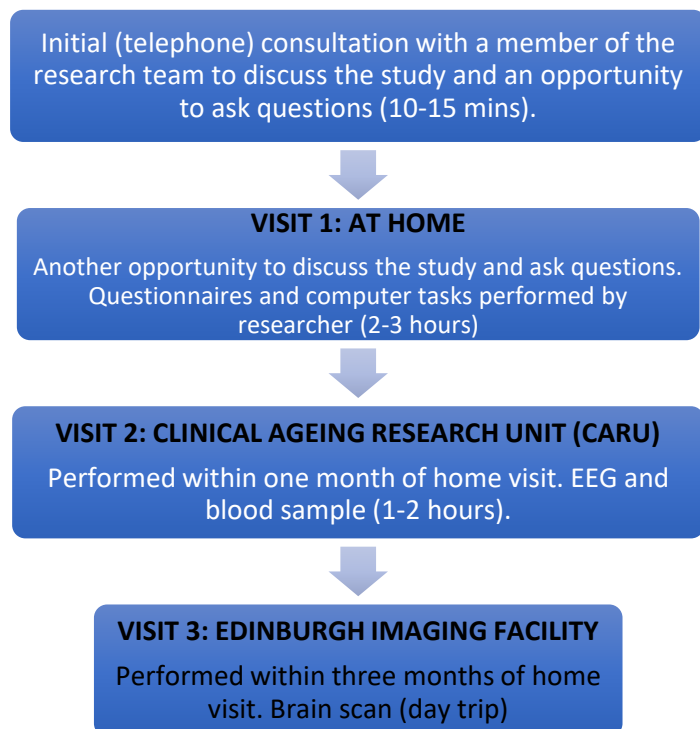 Initial (telephone) consultation with a member of the
research team to discuss the study and an opportunity
to ask questions (10-15 mins).
VISIT 1: AT HOME
Another opportunity to discuss the study and ask questions.
Questionnaires and computer tasks performed by
researcher (2-3 hours)
VISIT 2: CLINICAL AGEING RESEARCH UNIT (CARU)
Performed within one month of home visit. EEG and
blood sample (1-2 hours).
VISIT 3: EDINBURGH IMAGING FACILITY
Performed within three months of home
visit. Brain scan (day trip)